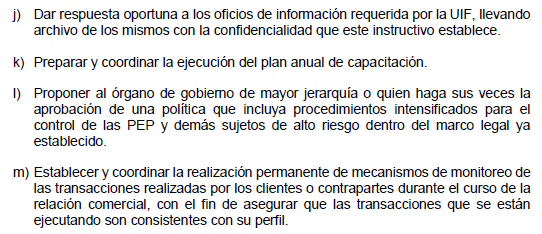 j) Dar respuesta oportuna a los oficios de información requerida por la UIF, llevando
archivo de los mismos con la confidencialidad que este instructivo establece.
k) Preparar y coordinar la ejecución del plan anual de capacitación.
l) Proponer al órgano de gobierno de mayor jerarquía o quien haga sus veces la
aprobación de una política que incluya procedimientos intensificados para el
control de las PEP y demás sujetos de alto riesgo dentro del marco legal ya
establecido.
m) Establecer y coordinar la realización permanente de mecanismos de monitoreo de
las transacciones realizadas por los clientes o contrapartes durante el curso de la
relación comercial, con el fin de asegurar que las transacciones que se están
ejecutando son consistentes con su perfil.